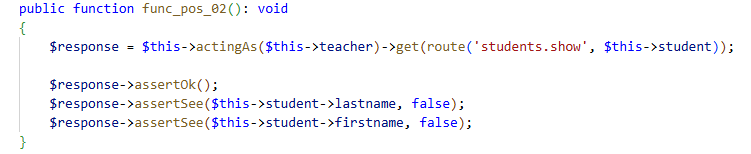 public function func_pos_02(): void
{
    $response = $this->actingAs($this->teacher)->get(route('students.show', $this->student));

    $response->assertOk();
    $response->assertSee($this->student->lastname, false);
    $response->assertSee($this->student->firstname, false);
}